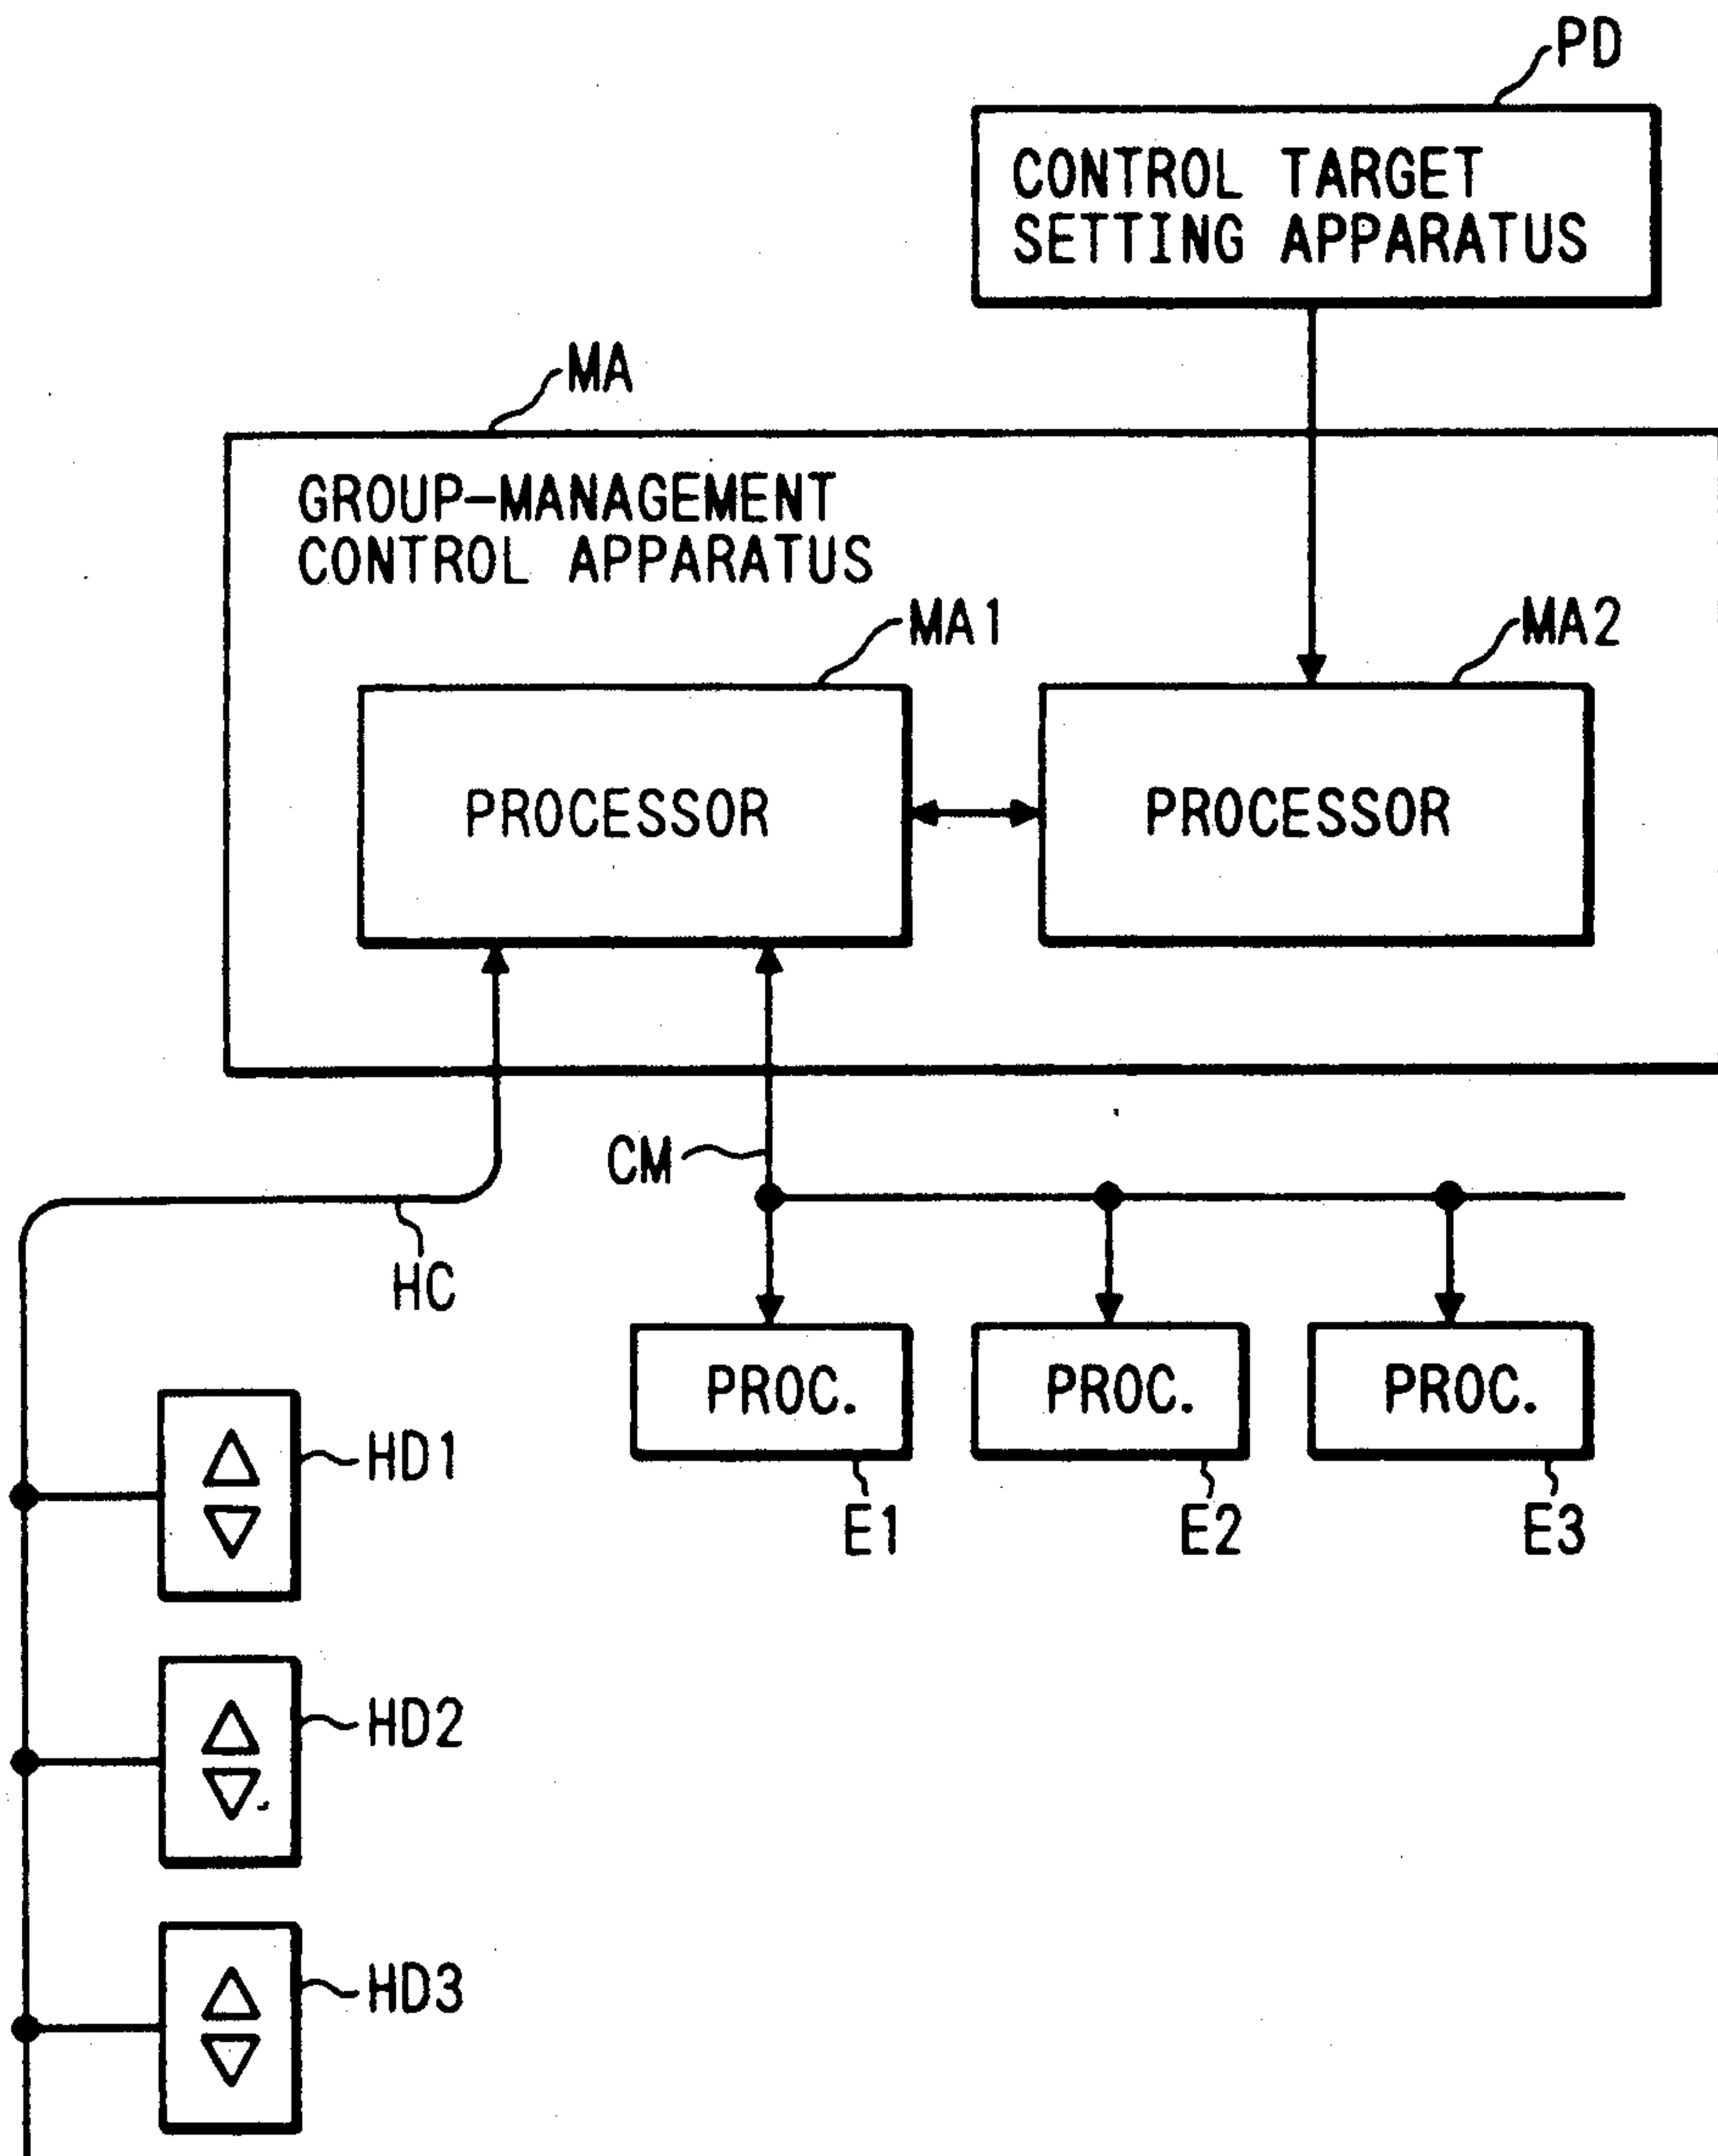 PD
CONTROL TARGET
SETTING APPARATUS
MA
GROUP-MANAGEMENT
CONTROL APPARATUS
MA1
MA2
PROCESSOR
PROCESSOR
CM
HC
PROC.
PROC.
PROC.
HD1
E1
E2
E3
HD2
HD3